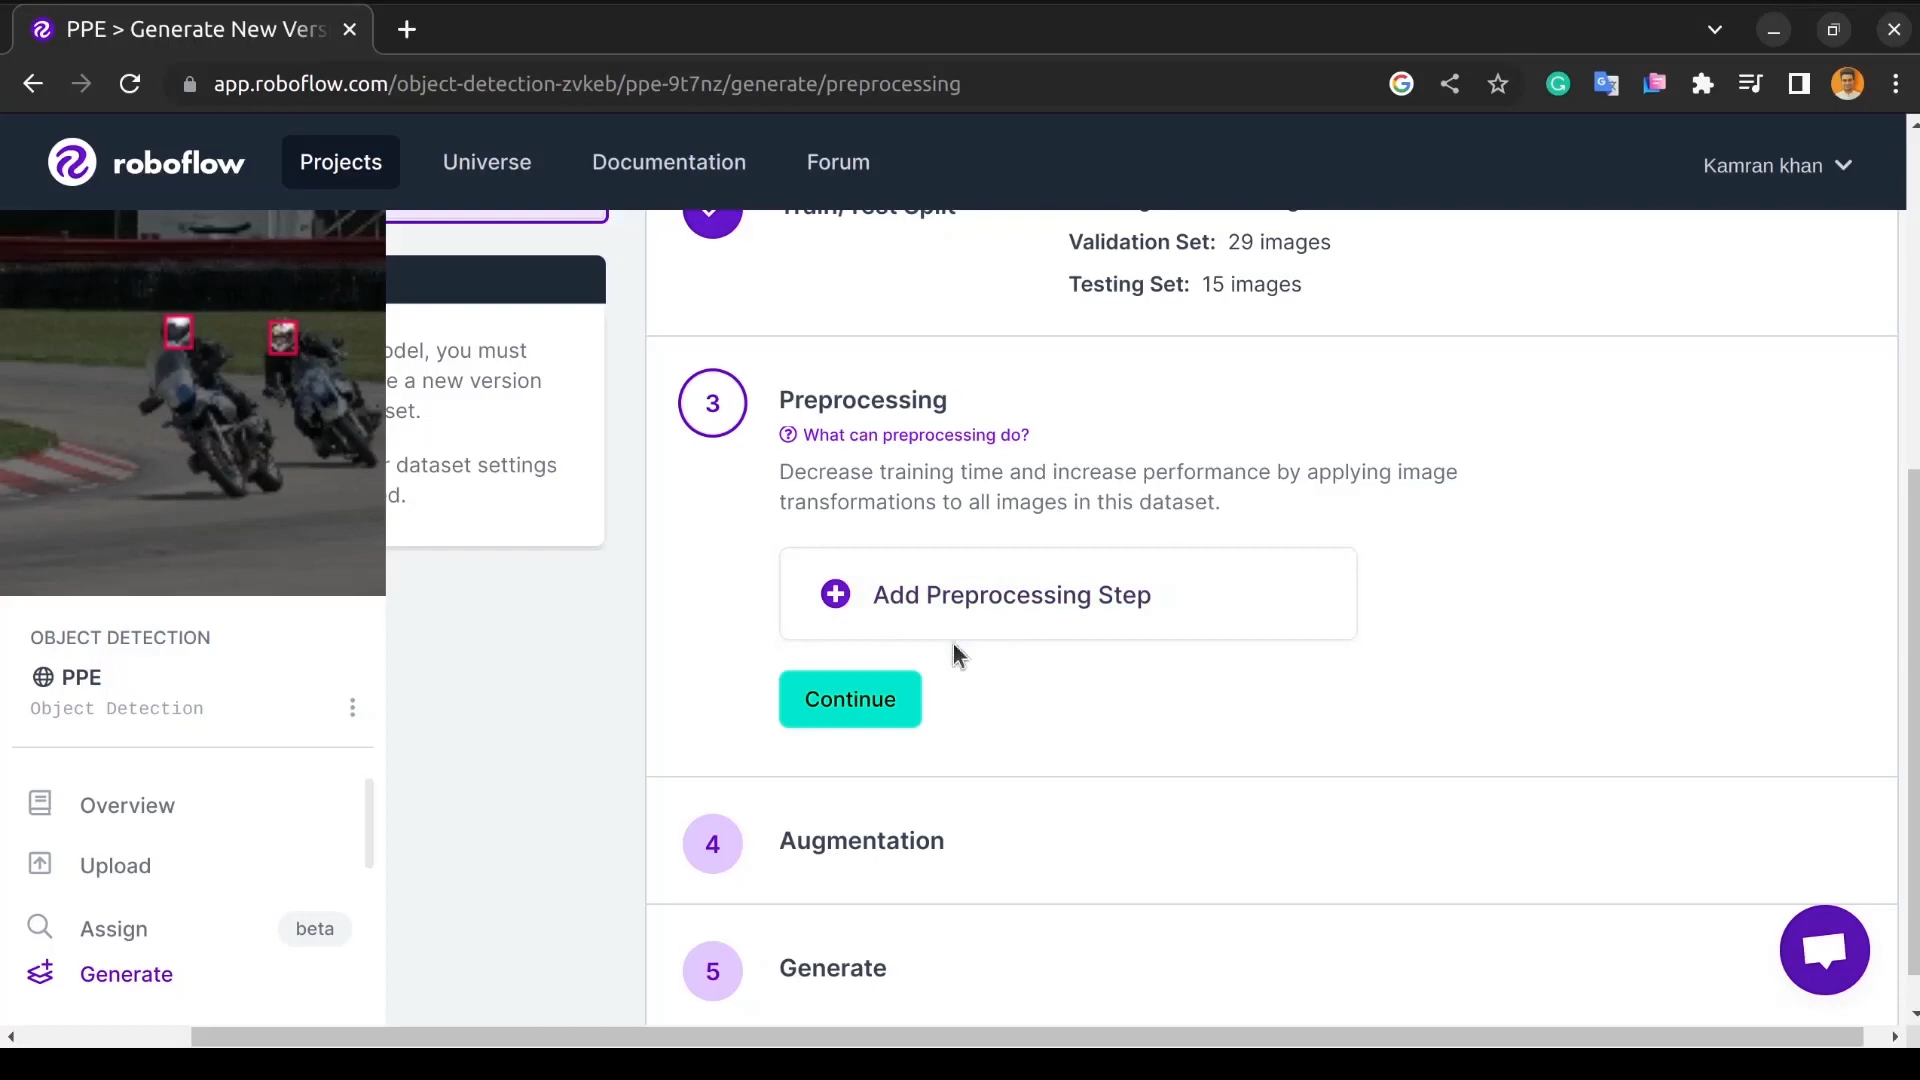 PPE > Generate New Vers
app.roboflow.com/object-detection-zvkeb/ppe-9t7nz/generate/preprocessing
roboflow
Projects
Universe
Documentation
Forum
Kamran khan
Train/Test Split
Validation Set: 29 images
Testing Set: 15 images
odel, you must
e a new version
set.
r dataset settings
d.
3
Preprocessing
What can preprocessing do?
Decrease training time and increase performance by applying image
transformations to all images in this dataset.
Add Preprocessing Step
Continue
4
Augmentation
5
Generate
OBJECT DETECTION
PPE
Object Detection
Overview
Upload
Assign
beta
Generate